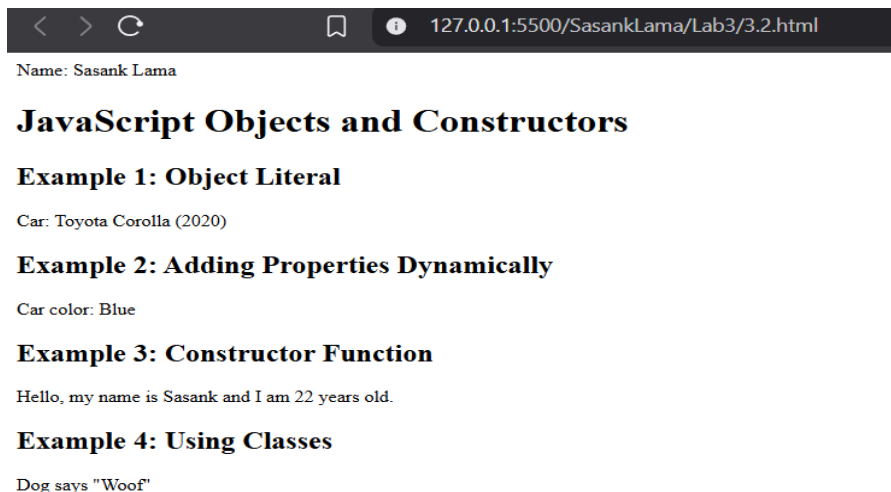 127.0.0.1:5500/SasankLama/Lab3/3.2.html
Name: Sasank Lama
JavaScript Objects and Constructors
Example 1: Object Literal
Car: Toyota Corolla (2020)
Example 2: Adding Properties Dynamically
Car color: Blue
Example 3: Constructor Function
Hello, my name is Sasank and I am 22 years old.
Example 4: Using Classes
Dog says "Woof"